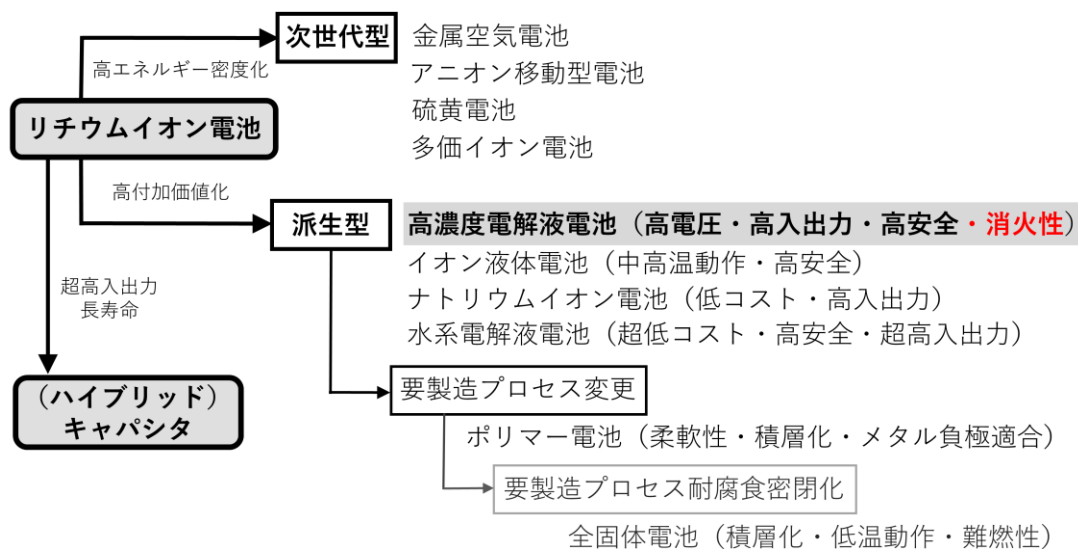 次世代型
金属空気電池
高エネルギー密度化
アニオン移動型電池
硫黄電池
リチウムイオン電池
多価イオン電池
高付加価値化
派生型
高濃度電解液電池（高電圧・高入出力・高安全・消火性）
イオン液体電池（中高温動作・高安全）
超高入出力
長寿命
ナトリウムイオン電池（低コスト・高入出力）
水系電解液電池（超低コスト・高安全・超高入出力）
（ハイブリッド）
キャパシタ
要製造プロセス変更
ポリマー電池（柔軟性・積層化・メタル負極適合）
要製造プロセス耐腐食密閉化
全固体電池（積層化・低温動作・難燃性）